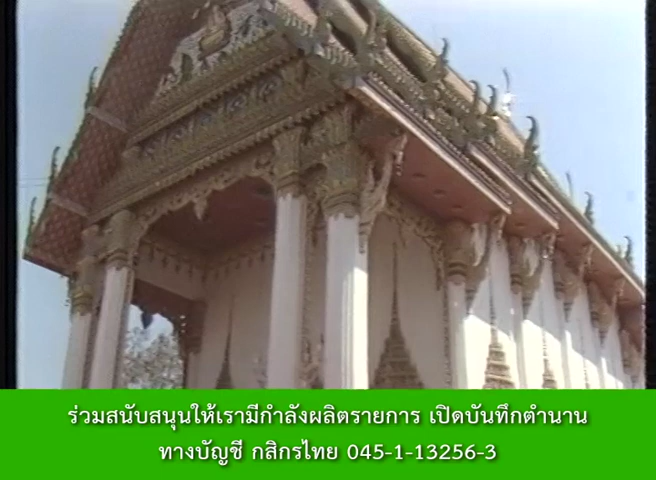 ร่วมสนับสนุนให้เรามีกำลังผลิตรายการ เปิดบันทึกตำนาน
ทางบัญชี กสิกรไทย 045-1-13256-3